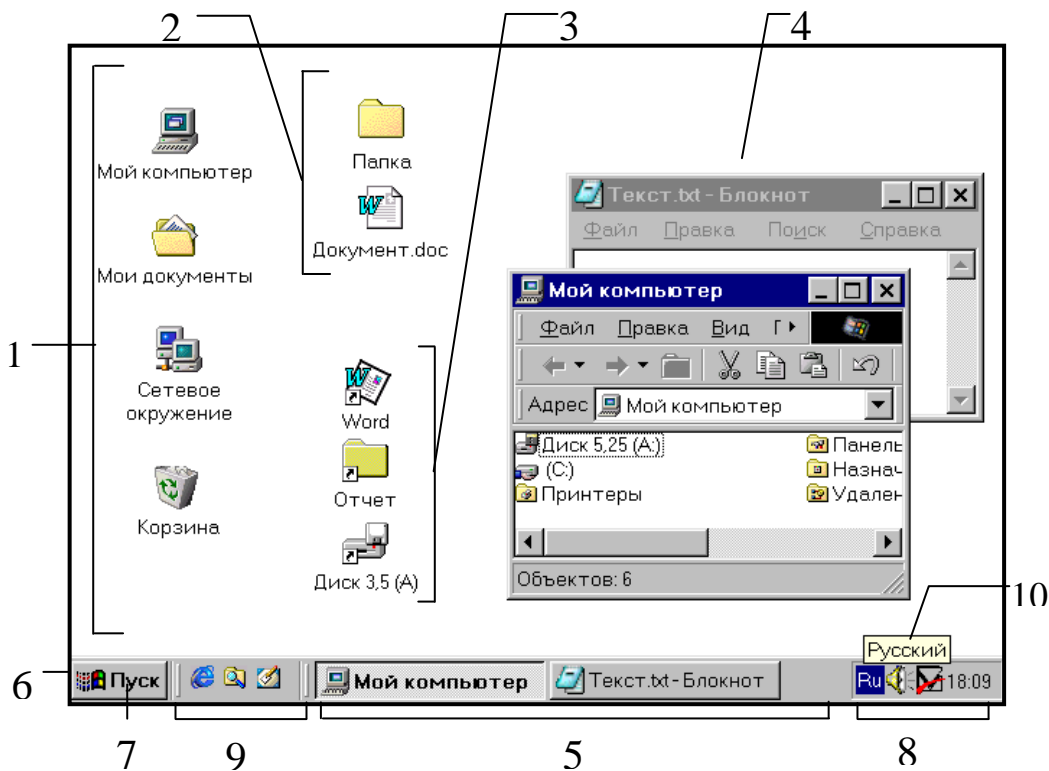 2
3
4
Мой компьютер
Папка
Мои документы
Документ.doc
Текст.txt - Блокнот
Файл Правка Поиск Справка
Мой компьютер
Файл Правка Вид Г
1
Сетевое
окружение
Word
Адрес Мой компьютер
Диск 5,25 (A:) Панель
(C:) Назнач
Принтеры Удален
Отчет
Корзина
Диск 3,5 (А)
Объектов: 6
10
Русский
6
Пуск Мой компьютер Текст.txt - Блокнот Ru 18:09
7
9
5
8